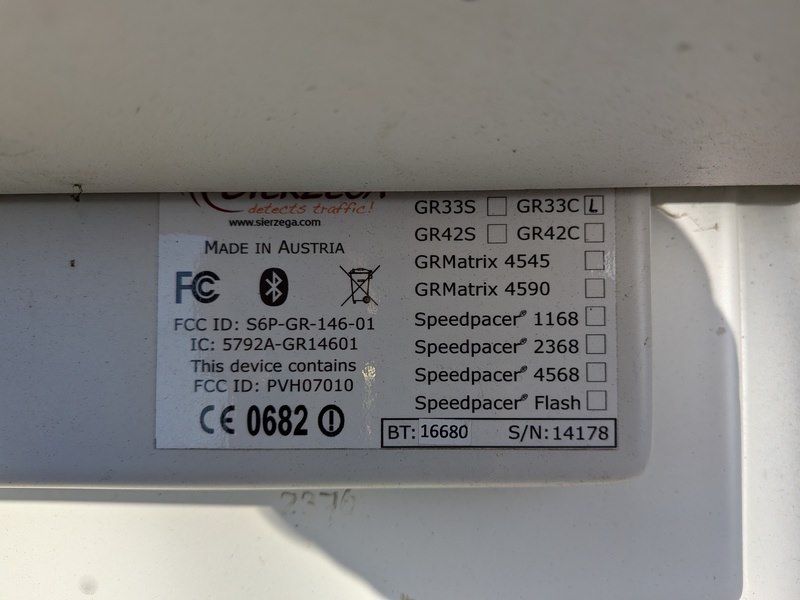 SIERZEGA
detects traffic!
www.sierzega.com
MADE IN AUSTRIA
FC
FCC ID: S6P-GR-146-01
IC: 5792A-GR14601
This device contains
FCC ID: PVH07010
CE 0682
GR33S GR33C L
GR42S GR42C
GRMatrix 4545
GRMatrix 4590
Speedpacer® 1168
Speedpacer® 2368
Speedpacer® 4568
Speedpacer® Flash
BT: 16680 S/N: 14178